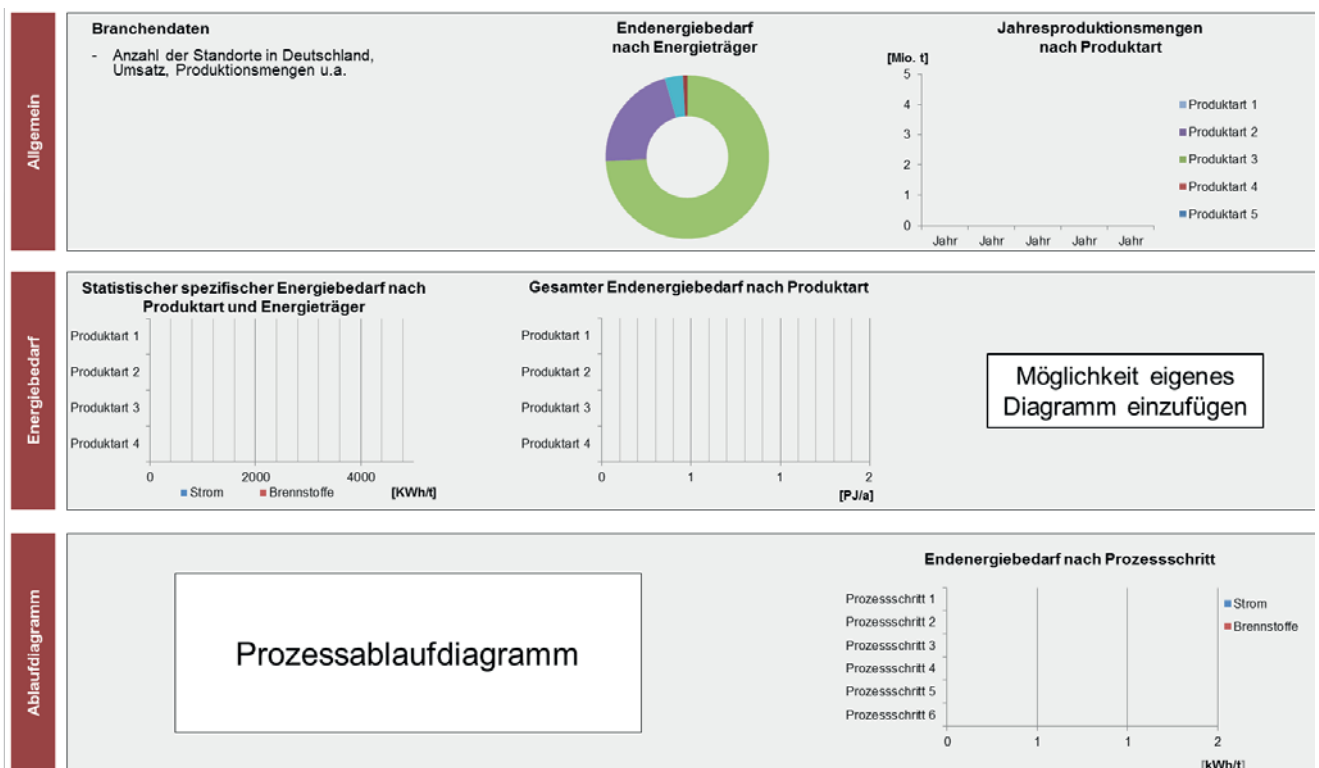 Allgemein
Branchendaten
- Anzahl der Standorte in Deutschland,
Umsatz, Produktionsmengen u.a.
Endenergiebedarf
nach Energieträger
Jahresproduktionsmengen
nach Produktart
[Mio. t]
5
4
3
2
1
0
Jahr Jahr Jahr Jahr Jahr
Produktart 1
Produktart 2
Produktart 3
Produktart 4
Produktart 5
Energiebedarf
Statistischer spezifischer Energiebedarf nach
Produktart und Energieträger
Produktart 1
Produktart 2
Produktart 3
Produktart 4
0 2000 4000
Strom Brennstoffe [KWh/t]
Gesamter Endenergiebedarf nach Produktart
Produktart 1
Produktart 2
Produktart 3
Produktart 4
0 1 1 2
[PJ/a]
Möglichkeit eigenes
Diagramm einzufügen
Ablaufdiagramm
Prozessablaufdiagramm
Endenergiebedarf nach Prozessschritt
Prozessschritt 1
Prozessschritt 2
Prozessschritt 3
Prozessschritt 4
Prozessschritt 5
Prozessschritt 6
0 1 1 2
[kWh/t]
Strom
Brennstoffe